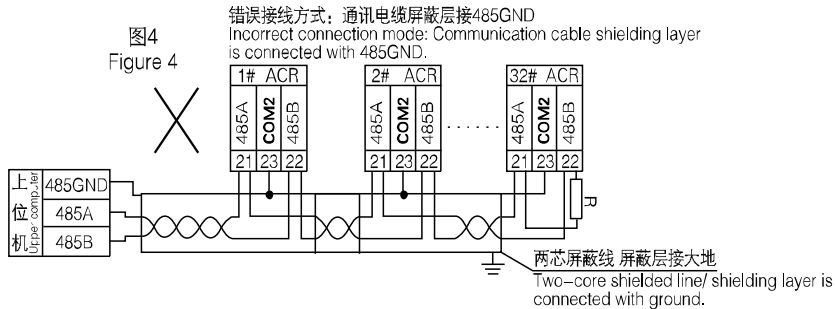 错误接线方式：通讯电缆屏蔽层接485GND
Incorrect connection mode: Communication cable shielding layer
is connected with 485GND.
图4
Figure 4
1# ACR
485A
COM2
485B
21 23 22
2# ACR
485A
COM2
485B
21 23 22
......
32# ACR
485A
COM2
485B
21 23 22
R
上位机
Upper computer
485GND
485A
485B
两芯屏蔽线 屏蔽层接大地
Two-core shielded line/ shielding layer is
connected with ground.